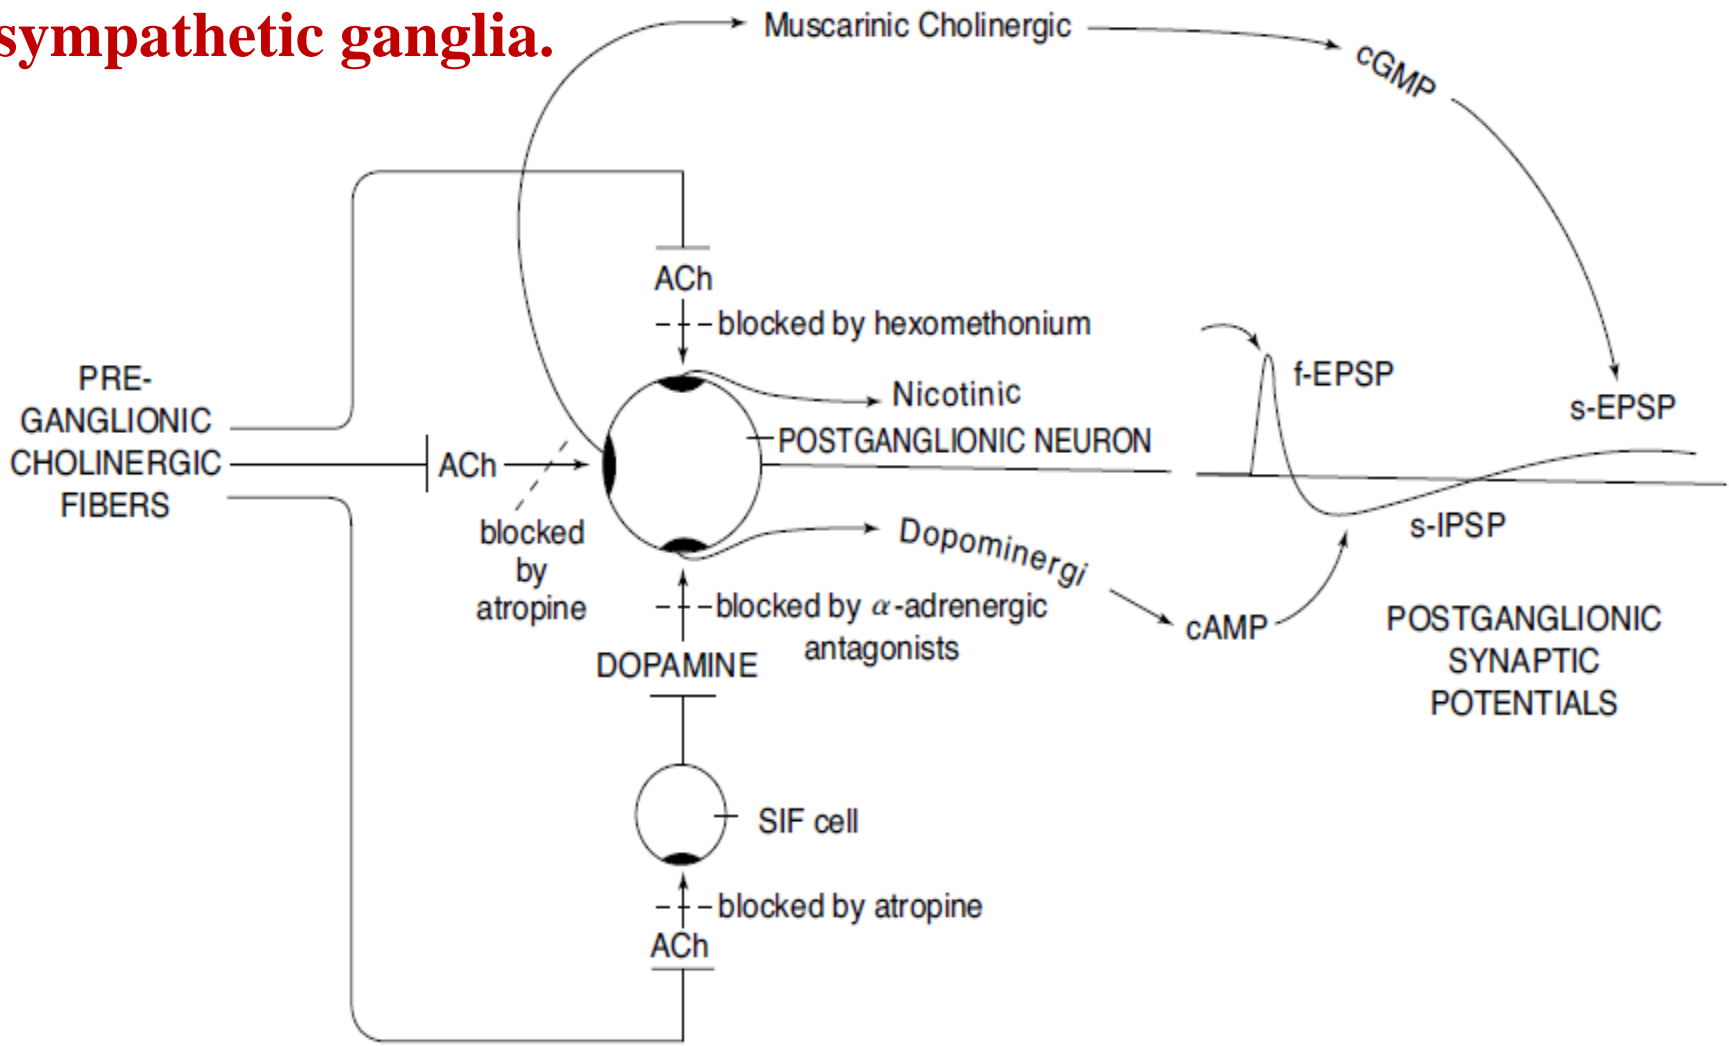 sympathetic ganglia.
Muscarinic Cholinergic
cGMP
ACh
blocked by hexomethonium
PRE-
GANGLIONIC
CHOLINERGIC
FIBERS
ACh
blocked
by
atropine
Nicotinic
POSTGANGLIONIC NEURON
f-EPSP
s-EPSP
s-IPSP
Dopominergi
cAMP
blocked by α-adrenergic
antagonists
DOPAMINE
POSTGANGLIONIC
SYNAPTIC
POTENTIALS
SIF cell
blocked by atropine
ACh